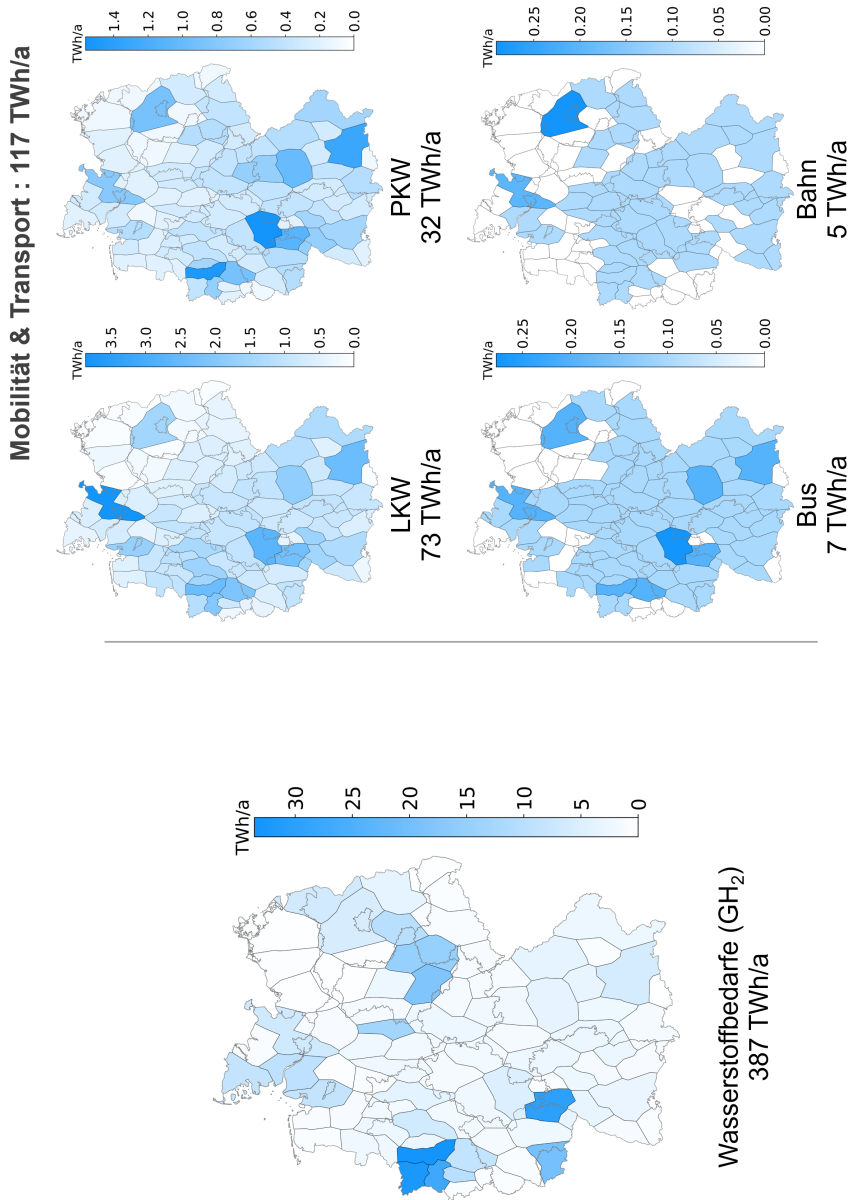 Mobilität & Transport : 117 TWh/a
TWh/a
30
25
20
15
10
5
0
Wasserstoffbedarfe (GH₂)
387 TWh/a
TWh/a
3.5
3.0
2.5
2.0
1.5
1.0
0.5
0.0
LKW
73 TWh/a
TWh/a
1.4
1.2
1.0
0.8
0.6
0.4
0.2
0.0
PKW
32 TWh/a
TWh/a
0.25
0.20
0.15
0.10
0.05
0.00
Bus
7 TWh/a
TWh/a
0.25
0.20
0.15
0.10
0.05
0.00
Bahn
5 TWh/a